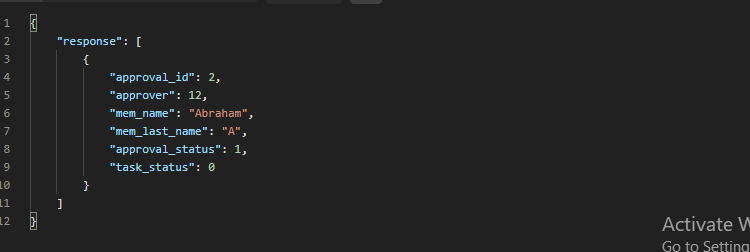 1 {
2 "response": [
3 {
4 "approval_id": 2,
5 "approver": 12,
6 "mem_name": "Abraham",
7 "mem_last_name": "A",
8 "approval_status": 1,
9 "task_status": 0
10 }
11 ]
12 }
Activate W
Go to Setting